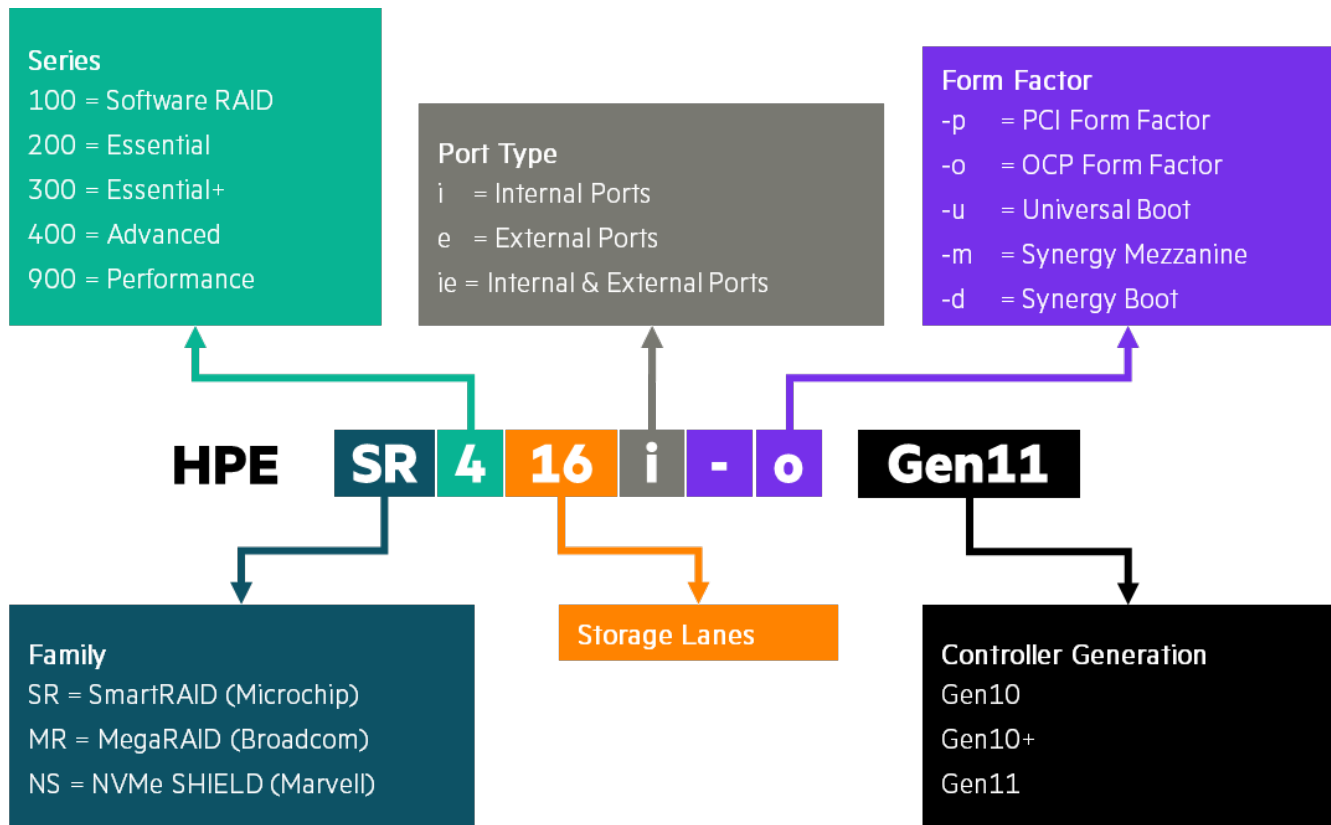 Series
100 = Software RAID
200 = Essential
300 = Essential+
400 = Advanced
900 = Performance
Port Type
i = Internal Ports
e = External Ports
ie = Internal & External Ports
Form Factor
-p = PCI Form Factor
-o = OCP Form Factor
-u = Universal Boot
-m = Synergy Mezzanine
-d = Synergy Boot
HPE SR 4 16 i - o Gen11
Family
SR = SmartRAID (Microchip)
MR = MegaRAID (Broadcom)
NS = NVMe SHIELD (Marvell)
Storage Lanes
Controller Generation
Gen10
Gen10+
Gen11